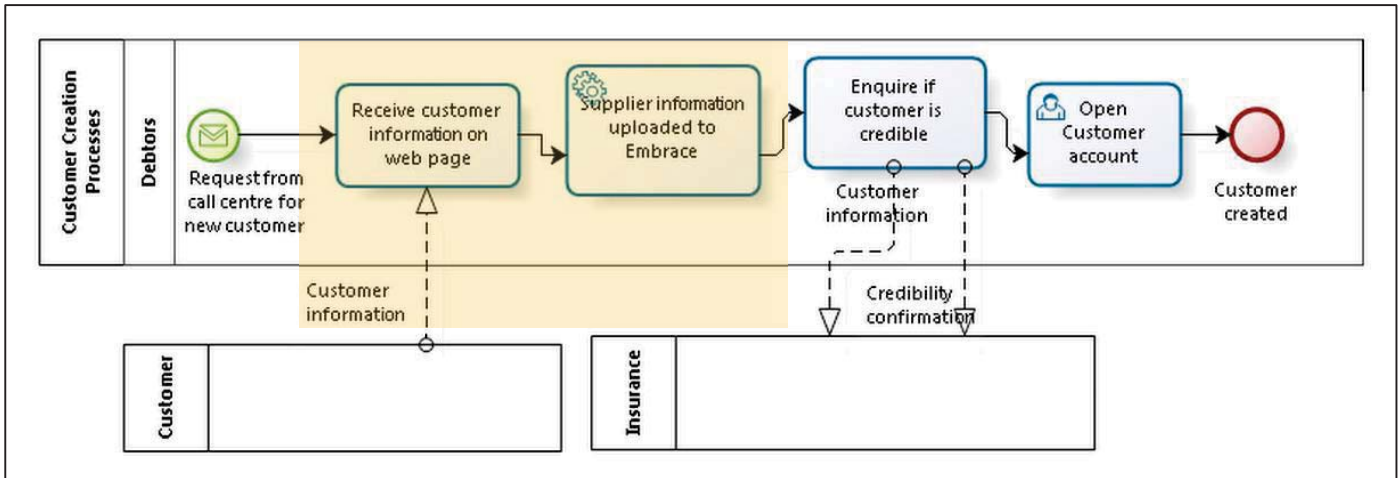 Customer Creation
Processes
Debtors
Request from
call centre for
new customer
Receive customer
information on
web page
Supplier information
uploaded to
Embrace
Enquire if
customer is
credible
Open
Customer
account
Customer
created
Customer
information
Customer
information
Credibility
confirmation
Customer
Insurance